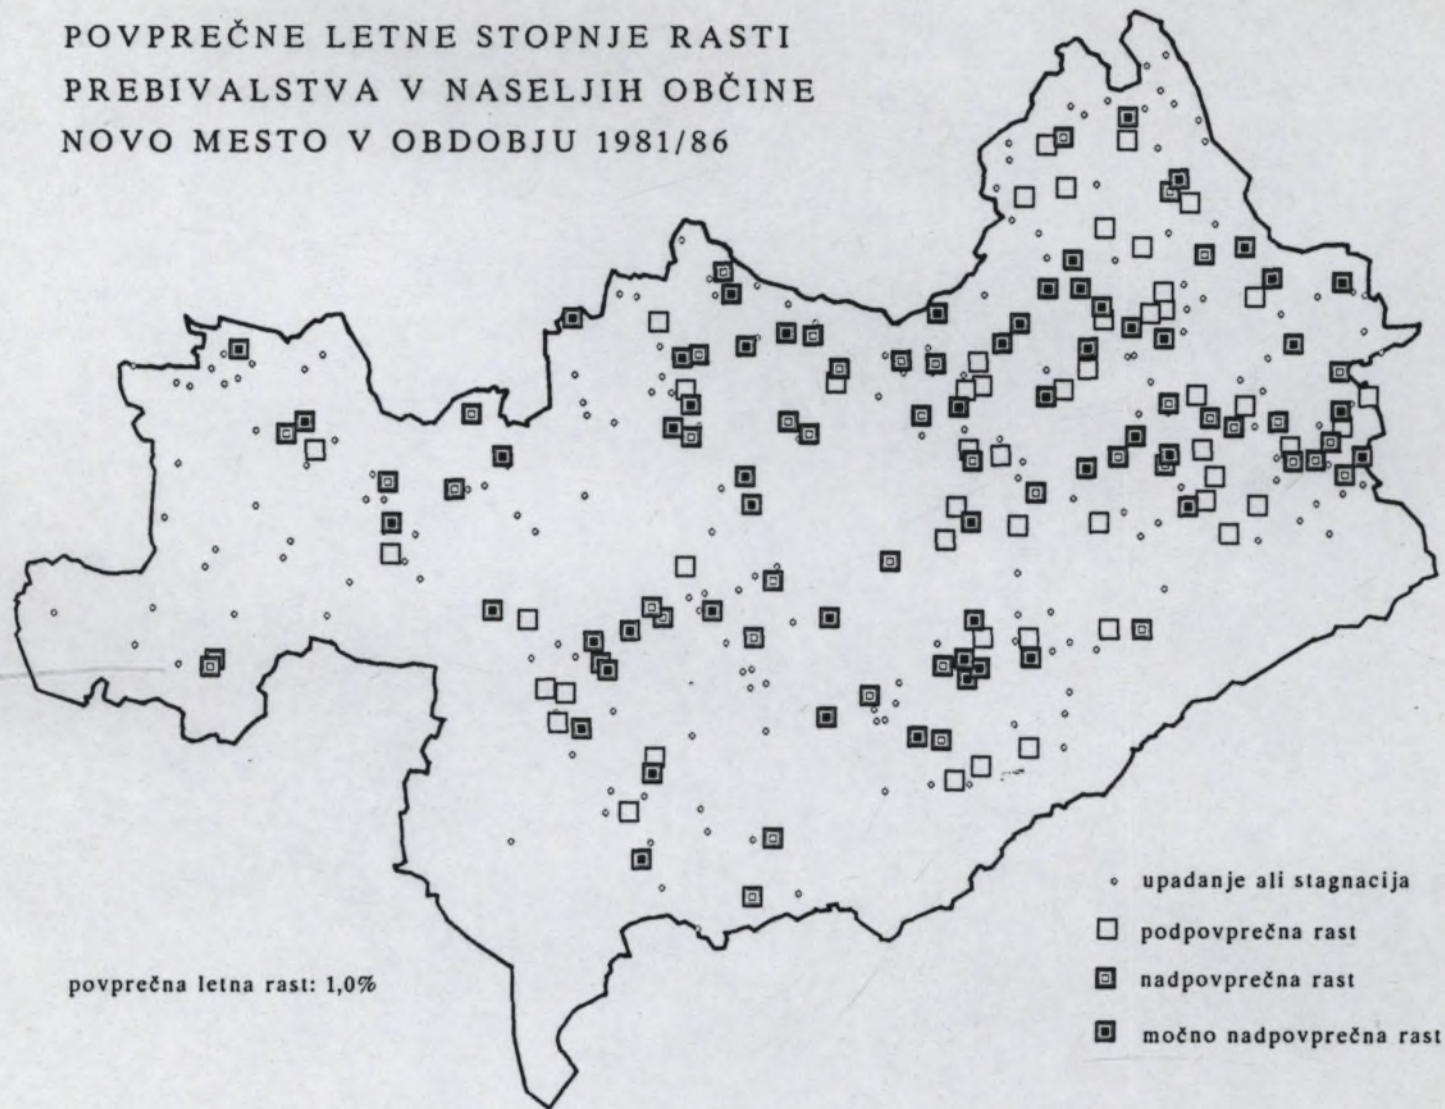 POVPREČNE LETNE STOPNJE RASTI
PREBIVALSTVA V NASELJIH OBČINE
NOVO MESTO V OBDOBJU 1981/86
upadanje ali stagnacija
podpovprečna rast
nadpovprečna rast
močno nadpovprečna rast
povprečna letna rast: 1,0%